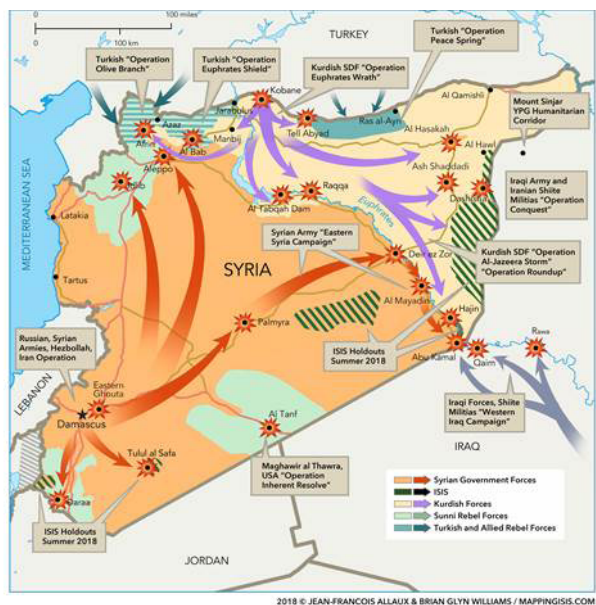 0
100 miles
0
100 km
TURKEY
Turkish "Operation
Olive Branch"
Turkish "Operation
Euphrates Shield"
Kurdish SDF "Operation
Euphrates Wrath"
Turkish "Operation
Peace Spring"
Kobane
Jarabulus
Azaz
Afrin
Al Bab
Manbij
Aleppo
Idlib
Tell Abyad
Ras al-Ayn
Al Qamishli
Al Hasakah
Al Hawl
Ash Shaddadi
Dashisha
Mount Sinjar
YPG Humanitarian
Corridor
Iraqi Army and
Iranian Shiite
Militias "Operation
Conquest"
MEDITERRANEAN SEA
Latakia
Tartus
Raqqa
Al Tabqah Dam
Euphrates
Syrian Army "Eastern
Syria Campaign"
SYRIA
Deir ez Zor
Al Mayadin
Kurdish SDF "Operation
Al-Jazeera Storm"
"Operation Roundup"
Hajin
Palmyra
ISIS Holdouts
Summer 2018
Abu Kamal
Qaim
Rawa
Russian, Syrian
Armies, Hezbollah,
Iran Operation
LEBANON
Eastern
Ghouta
Damascus
Al Tanf
Iraqi Forces, Shiite
Militias "Western
Iraq Campaign"
IRAQ
Tulul al Safa
Maghawir al Thawra,
USA "Operation
Inherent Resolve"
Daraa
ISIS Holdouts
Summer 2018
JORDAN
Syrian Government Forces
ISIS
Kurdish Forces
Sunni Rebel Forces
Turkish and Allied Rebel Forces
2018 © JEAN-FRANCOIS ALLAUX & BRIAN GLYN WILLIAMS / MAPPINGISIS.COM